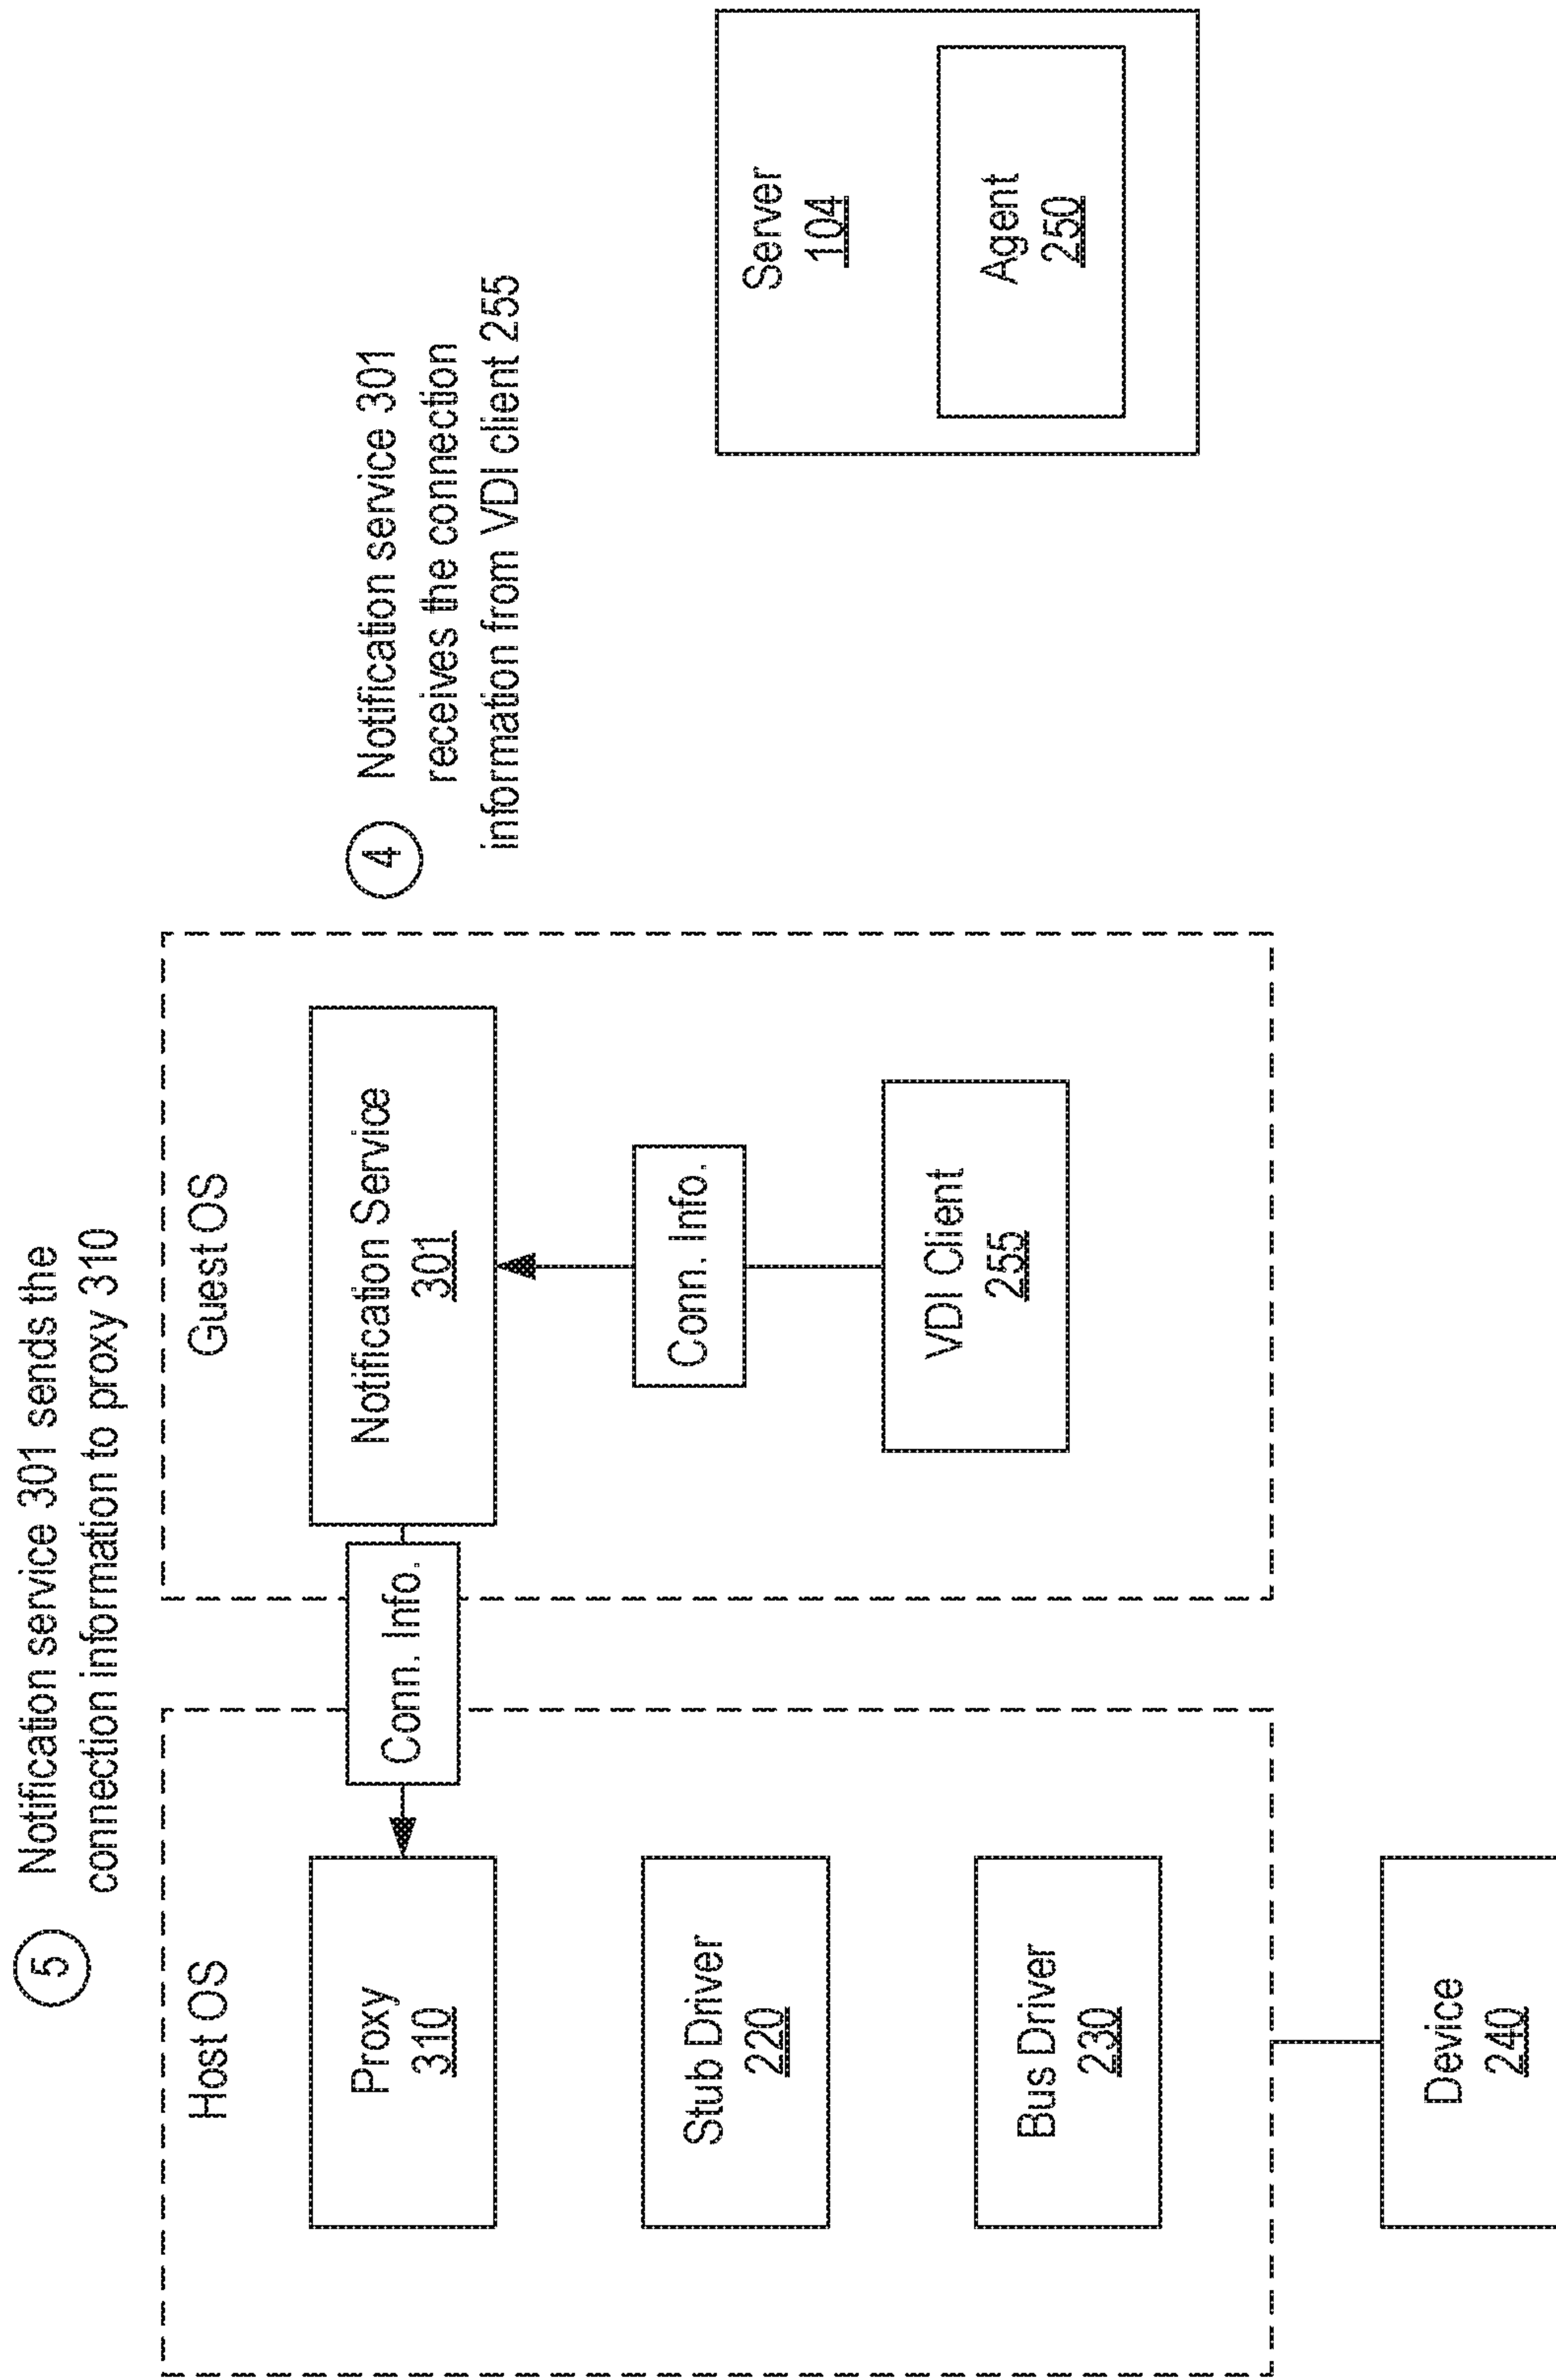 5
Notification service 301 sends the
connection information to proxy 310
Host OS
Proxy
310
Conn. Info.
Stub Driver
220
Bus Driver
230
Device
240
Guest OS
Notification Service
301
Conn. Info.
VDI Client
255
4
Notification service 301
receives the connection
information from VDI client 255
Server
104
Agent
250